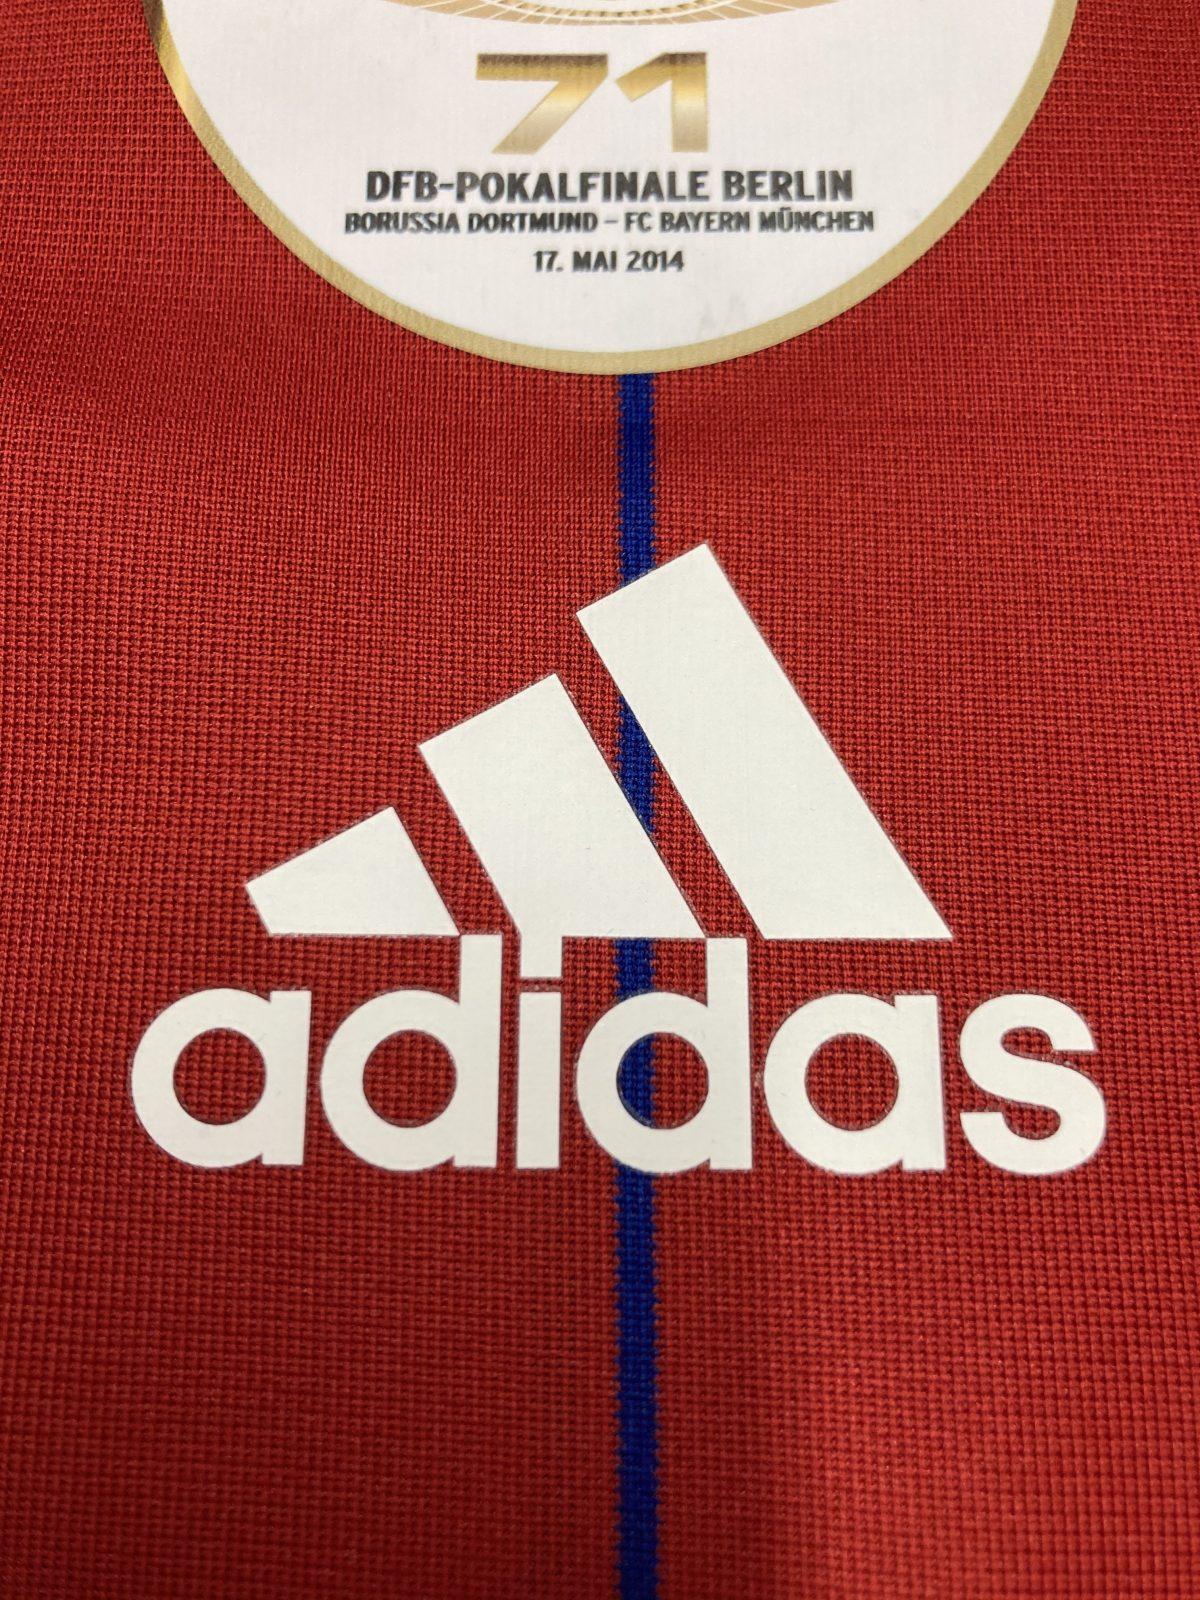 71
DFB-POKALFINALE BERLIN
BORUSSIA DORTMUND – FC BAYERN MÜNCHEN
17. MAI 2014
adidas